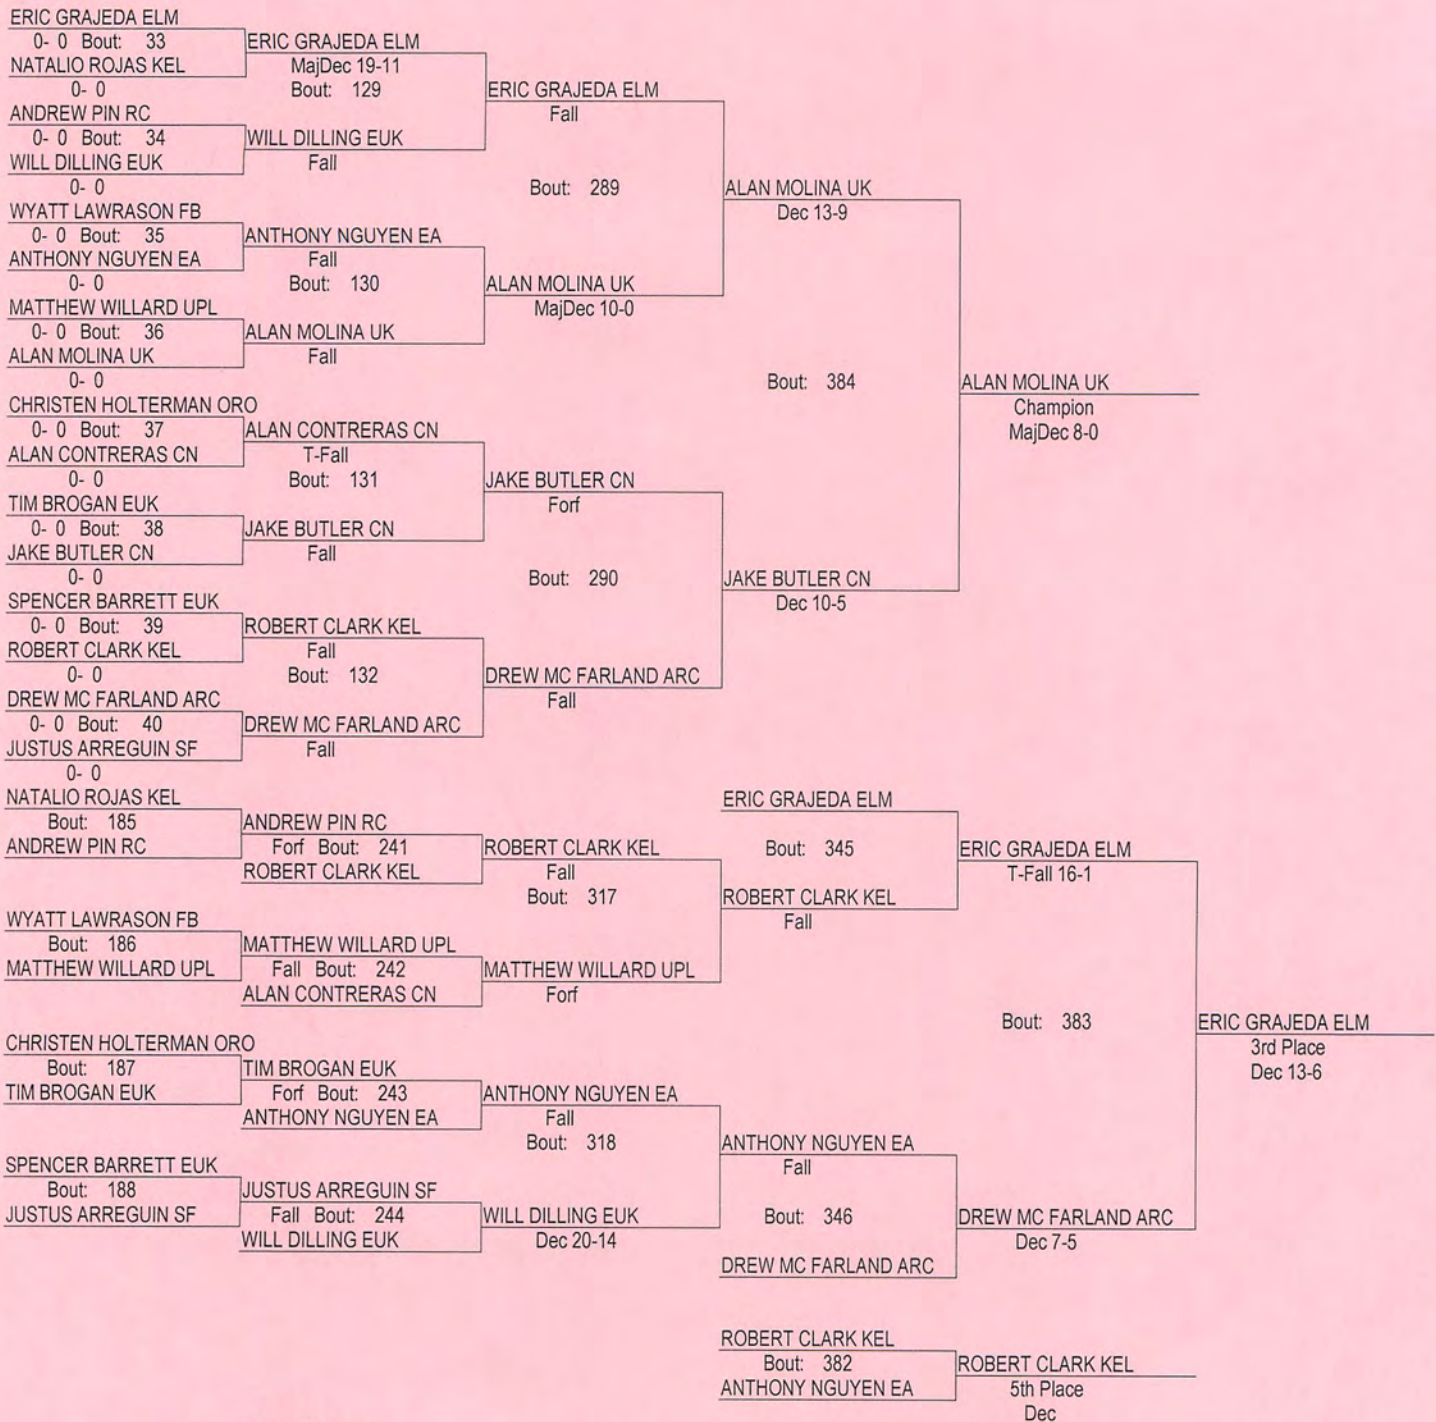 ERIC GRAJEDA ELM
0- 0 Bout: 33
NATALIO ROJAS KEL
0- 0
ANDREW PIN RC
0- 0 Bout: 34
WILL DILLING EUK
0- 0
WYATT LAWRASON FB
0- 0 Bout: 35
ANTHONY NGUYEN EA
0- 0
MATTHEW WILLARD UPL
0- 0 Bout: 36
ALAN MOLINA UK
0- 0
CHRISTEN HOLTERMAN ORO
0- 0 Bout: 37
ALAN CONTRERAS CN
0- 0
TIM BROGAN EUK
0- 0 Bout: 38
JAKE BUTLER CN
0- 0
SPENCER BARRETT EUK
0- 0 Bout: 39
ROBERT CLARK KEL
0- 0
DREW MC FARLAND ARC
0- 0 Bout: 40
JUSTUS ARREGUIN SF
0- 0
ERIC GRAJEDA ELM
MajDec 19-11
Bout: 129
WILL DILLING EUK
Fall
ANTHONY NGUYEN EA
Fall
Bout: 130
ALAN MOLINA UK
Fall
ALAN CONTRERAS CN
T-Fall
Bout: 131
JAKE BUTLER CN
Fall
ROBERT CLARK KEL
Fall
Bout: 132
DREW MC FARLAND ARC
Fall
ERIC GRAJEDA ELM
Fall
Bout: 289
ALAN MOLINA UK
MajDec 10-0
JAKE BUTLER CN
Forf
Bout: 290
DREW MC FARLAND ARC
Fall
ALAN MOLINA UK
Dec 13-9
Bout: 384
JAKE BUTLER CN
Dec 10-5
ALAN MOLINA UK
Champion
MajDec 8-0
NATALIO ROJAS KEL
Bout: 185
ANDREW PIN RC
WYATT LAWRASON FB
Bout: 186
MATTHEW WILLARD UPL
CHRISTEN HOLTERMAN ORO
Bout: 187
TIM BROGAN EUK
SPENCER BARRETT EUK
Bout: 188
JUSTUS ARREGUIN SF
ANDREW PIN RC
Forf Bout: 241
ROBERT CLARK KEL
MATTHEW WILLARD UPL
Fall Bout: 242
ALAN CONTRERAS CN
TIM BROGAN EUK
Forf Bout: 243
ANTHONY NGUYEN EA
JUSTUS ARREGUIN SF
Fall Bout: 244
WILL DILLING EUK
ROBERT CLARK KEL
Fall
Bout: 317
MATTHEW WILLARD UPL
Forf
ANTHONY NGUYEN EA
Fall
Bout: 318
WILL DILLING EUK
Dec 20-14
ERIC GRAJEDA ELM
Bout: 345
ROBERT CLARK KEL
Fall
ANTHONY NGUYEN EA
Fall
Bout: 346
DREW MC FARLAND ARC
ERIC GRAJEDA ELM
T-Fall 16-1
Bout: 383
DREW MC FARLAND ARC
Dec 7-5
ERIC GRAJEDA ELM
3rd Place
Dec 13-6
ROBERT CLARK KEL
Bout: 382
ANTHONY NGUYEN EA
ROBERT CLARK KEL
5th Place
Dec